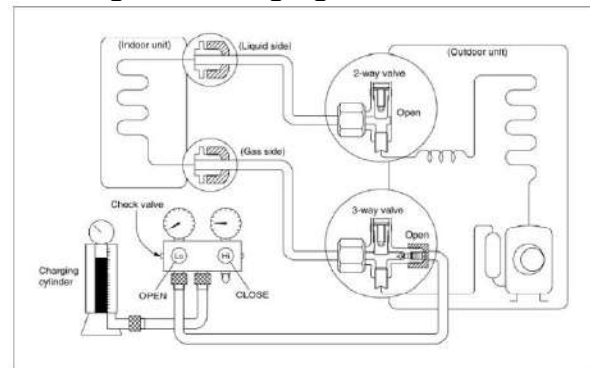 (Indoor unit)
(Liquid side)
(Outdoor unit)
2-way valve
Open
(Gas side)
3-way valve
Open
Check valve
Lo
Hi
Charging
cylinder
OPEN
CLOSE